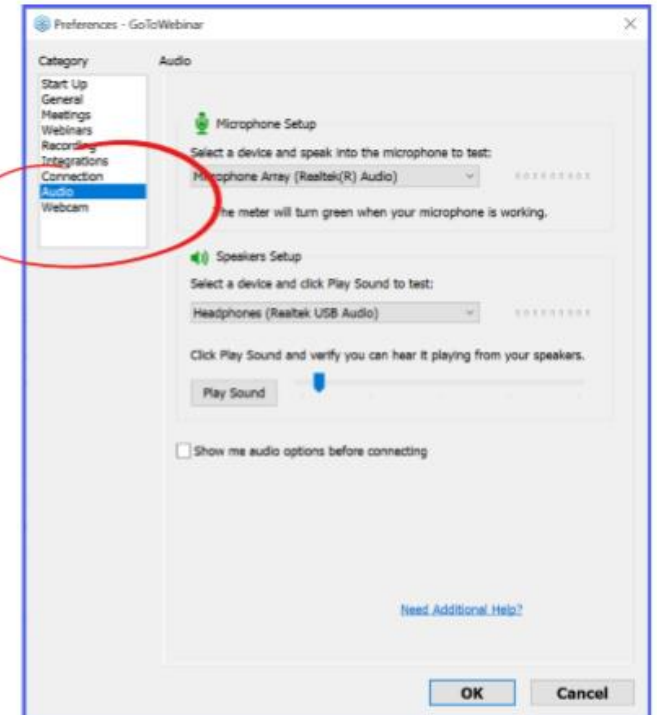 Preferences - GoToWebinar
Category
Start Up
General
Meetings
Webinars
Recording
Integrations
Connection
Audio
Webcam
Audio
Microphone Setup
Select a device and speak into the microphone to test:
Microphone Array (Realtek(R) Audio)
The meter will turn green when your microphone is working.
Speakers Setup
Select a device and click Play Sound to test:
Headphones (Realtek USB Audio)
Click Play Sound and verify you can hear it playing from your speakers.
Play Sound
Show me audio options before connecting
Need Additional Help?
OK Cancel